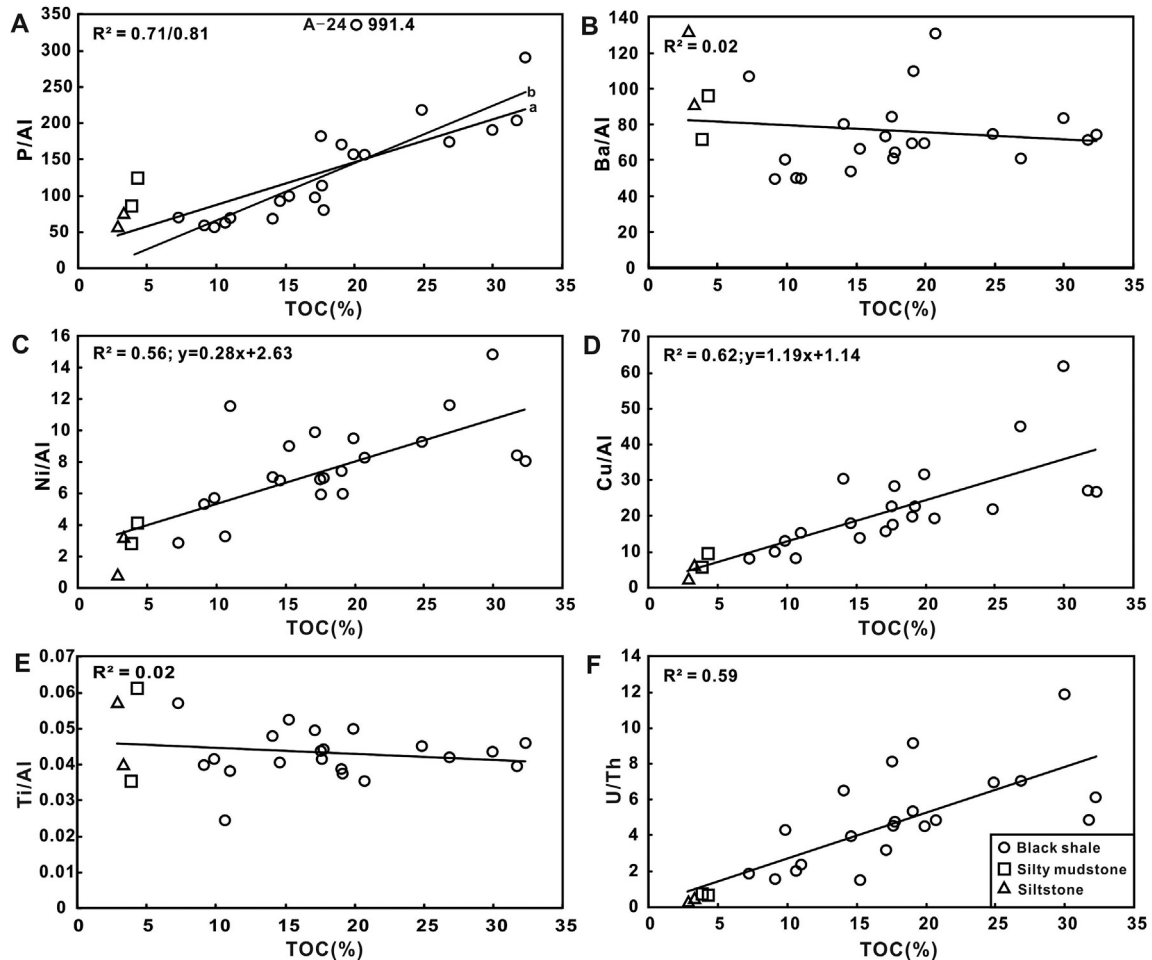 A
R² = 0.71/0.81
A-24 991.4
350
300
250
200
150
100
50
0
P/Al
b
a
0 5 10 15 20 25 30 35
TOC(%)
B
R² = 0.02
140
120
100
80
60
40
20
0
Ba/Al
0 5 10 15 20 25 30 35
TOC(%)
C
R² = 0.56; y=0.28x+2.63
16
14
12
10
8
6
4
2
0
Ni/Al
0 5 10 15 20 25 30 35
TOC(%)
D
R² = 0.62;y=1.19x+1.14
70
60
50
40
30
20
10
0
Cu/Al
0 5 10 15 20 25 30 35
TOC(%)
E
R² = 0.02
0.07
0.06
0.05
0.04
0.03
0.02
0.01
0
Ti/Al
0 5 10 15 20 25 30 35
TOC(%)
F
R² = 0.59
14
12
10
8
6
4
2
0
U/Th
Black shale
Silty mudstone
Siltstone
0 5 10 15 20 25 30 35
TOC(%)